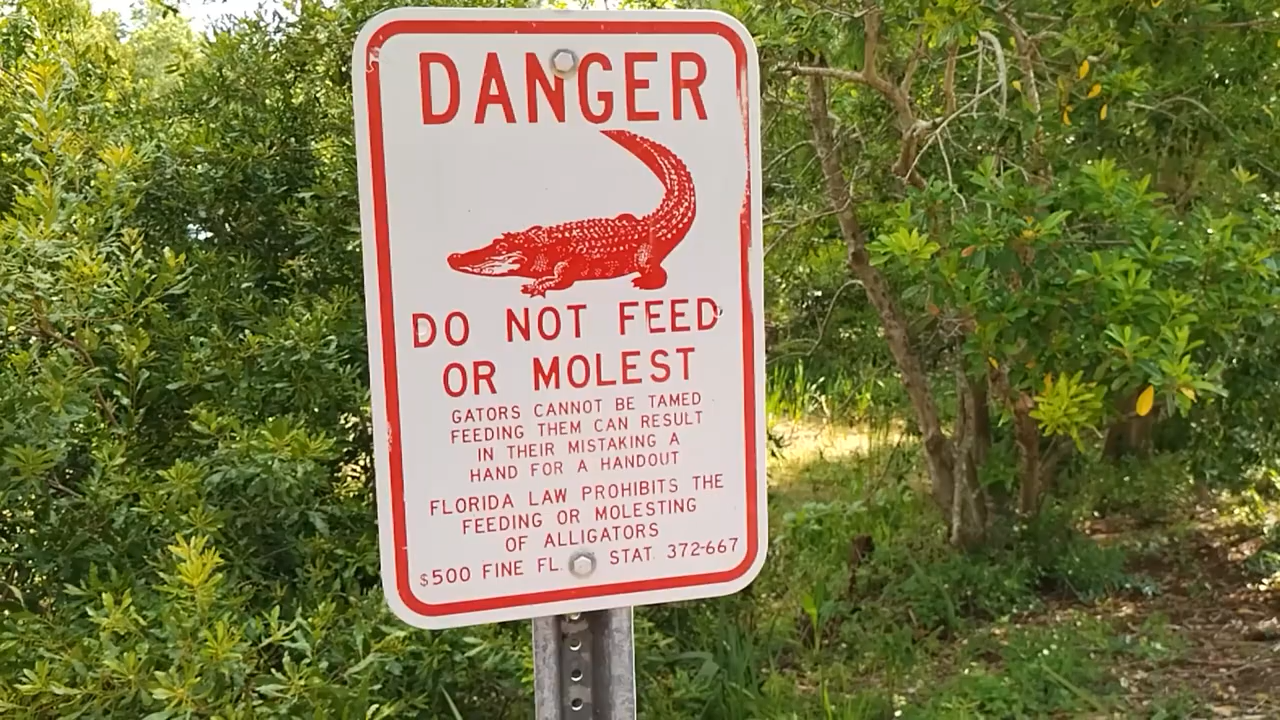 DANGER
DO NOT FEED
OR MOLEST
GATORS CANNOT BE TAMED
FEEDING THEM CAN RESULT
IN THEIR MISTAKING A
HAND FOR A HANDOUT
FLORIDA LAW PROHIBITS THE
FEEDING OR MOLESTING
OF ALLIGATORS
$500 FINE FL. STAT. 372-667